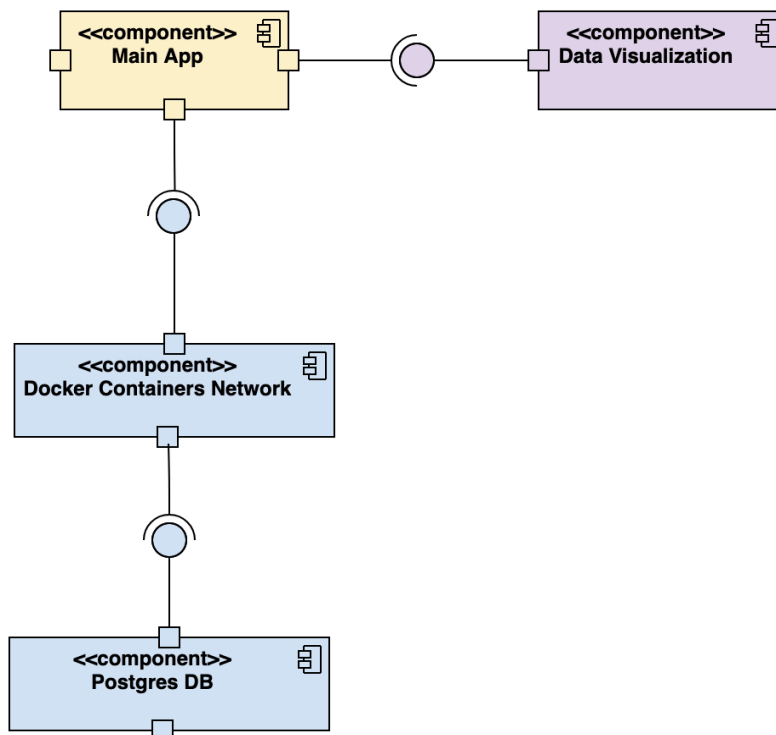 <<component>>
Main App
<<component>>
Data Visualization
<<component>>
Docker Containers Network
<<component>>
Postgres DB